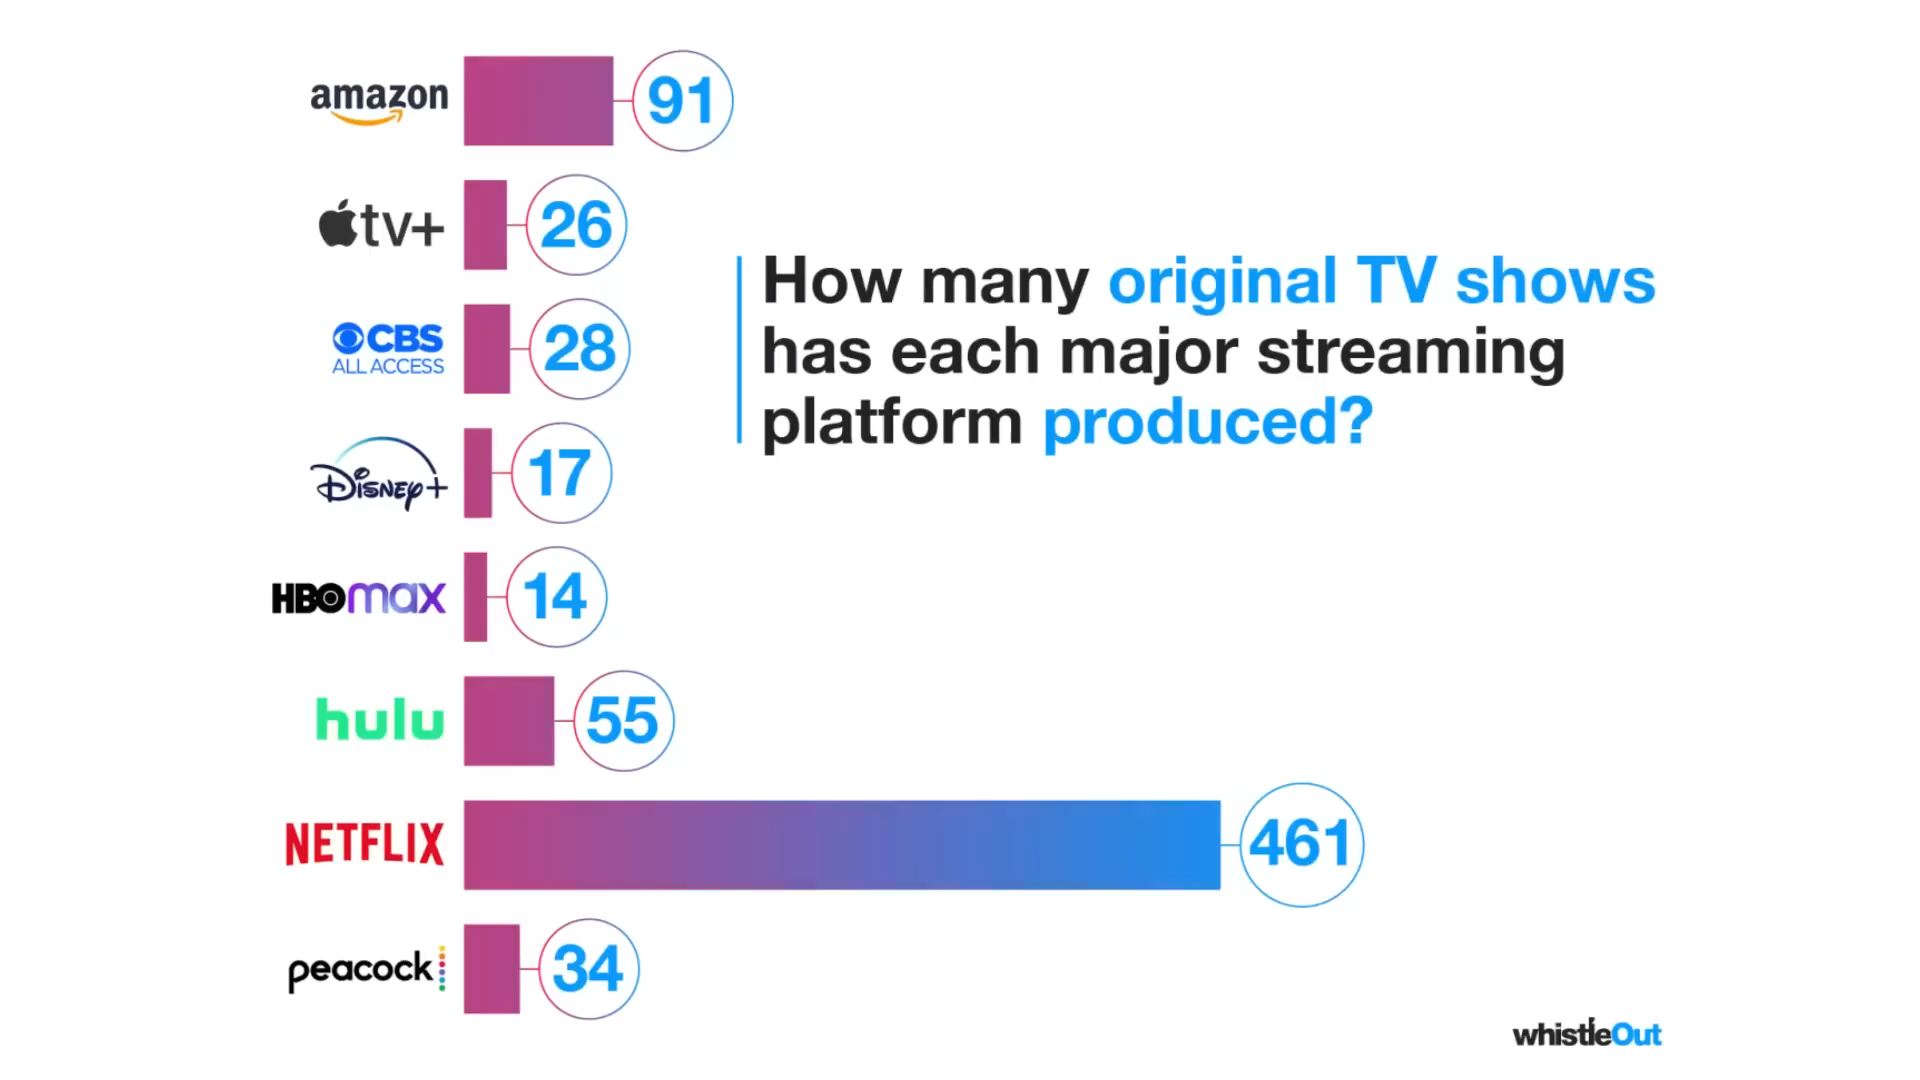 amazon
91
tv+
26
CBS
ALL ACCESS
28
Disney+
17
HBOmax
14
hulu
55
NETFLIX
461
peacock
34
How many original TV shows
has each major streaming
platform produced?
whistleOut